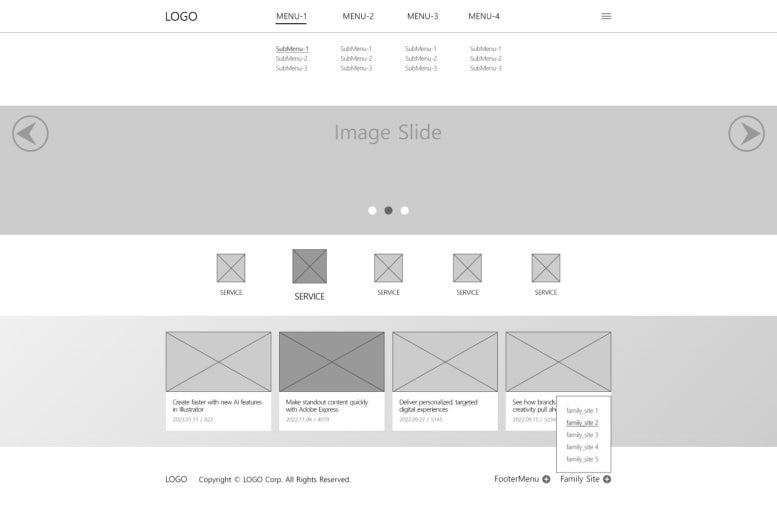 LOGO MENU-1 MENU-2 MENU-3 MENU-4
SubMenu-1 SubMenu-1 SubMenu-1 SubMenu-1
SubMenu-2 SubMenu-2 SubMenu-2 SubMenu-2
SubMenu-3 SubMenu-3 SubMenu-3 SubMenu-3
Image Slide
SERVICE SERVICE SERVICE SERVICE SERVICE
Create faster with new AI features
in Illustrator
2023.01.11 / 822
Make standout content quickly
with Adobe Express
2022.11.04 / 4079
Deliver personalized, targeted
digital experiences
2022.09.27 / 5145
See how brands
creativity pull
2022.09.15 /
family_site 1
family_site 2
family_site 3
family_site 4
family_site 5
LOGO Copyright © LOGO Corp. All Rights Reserved. FooterMenu Family Site